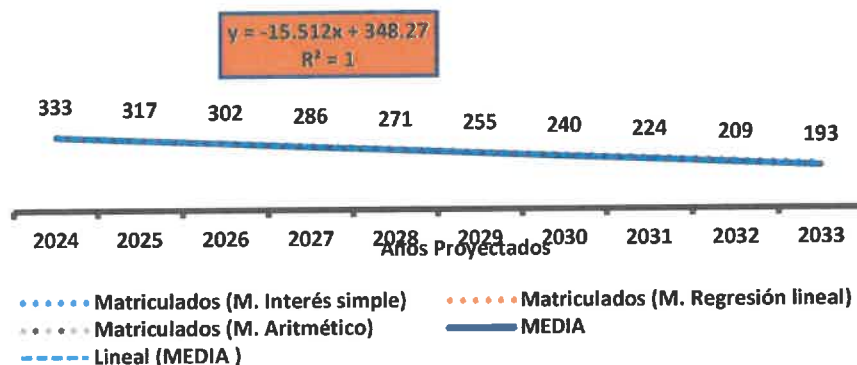 y = -15.512x + 348.27
R² = 1
333 317 302 286 271 255 240 224 209 193
2024 2025 2026 2027 2028 2029 2030 2031 2032 2033
Años Proyectados
Matriculados (M. Interés simple) Matriculados (M. Regresión lineal)
Matriculados (M. Aritmético) MEDIA
Lineal (MEDIA )